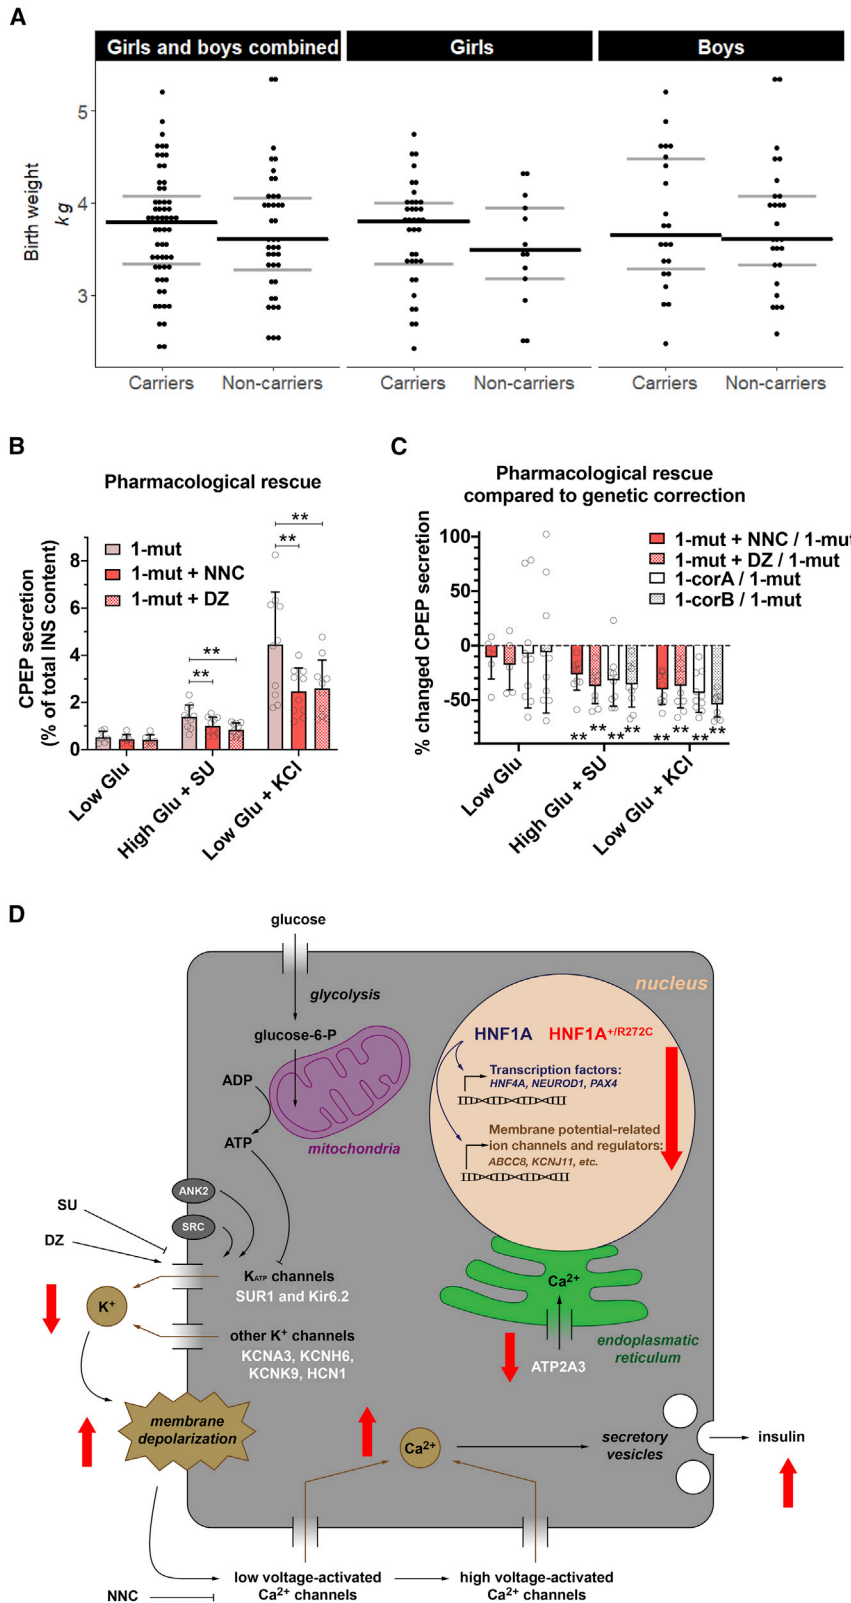 A
Girls and boys combined
Girls
Boys
Birth weight
kg
5
4
3
Carriers
Non-carriers
Carriers
Non-carriers
Carriers
Non-carriers
B
Pharmacological rescue
CPEP secretion
(% of total INS content)
8
6
4
2
0
1-mut
1-mut + NNC
1-mut + DZ
**
**
**
**
Low Glu
High Glu + SU
Low Glu + KCl
C
Pharmacological rescue
compared to genetic correction
% changed CPEP secretion
100
50
0
-50
1-mut + NNC / 1-mut
1-mut + DZ / 1-mut
1-corA / 1-mut
1-corB / 1-mut
** ** ** ** ** ** ** **
Low Glu
High Glu + SU
Low Glu + KCl
D
glucose
glycolysis
glucose-6-P
ADP
ATP
mitochondria
nucleus
HNF1A
HNF1A+/R272C
Transcription factors:
HNF4A, NEUROD1, PAX4
Membrane potential-related
ion channels and regulators:
ABCC8, KCNJ11, etc.
ANK2
SRC
SU
DZ
KATP channels
SUR1 and Kir6.2
K+
other K+ channels
KCNA3, KCNH6,
KCNK9, HCN1
Ca2+
endoplasmatic
reticulum
ATP2A3
membrane
depolarization
Ca2+
secretory
vesicles
insulin
low voltage-activated
Ca2+ channels
high voltage-activated
Ca2+ channels
NNC